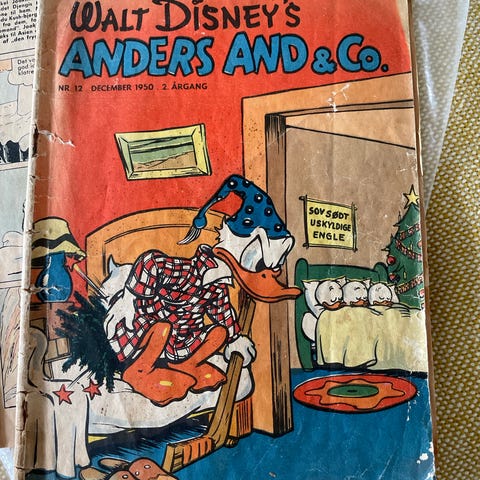 WALT DISNEY'S
ANDERS AND & CO.
NR. 12 . DECEMBER 1950 . 2. ÅRGANG
SOV SØDT
USKYLDIGE
ENGLE